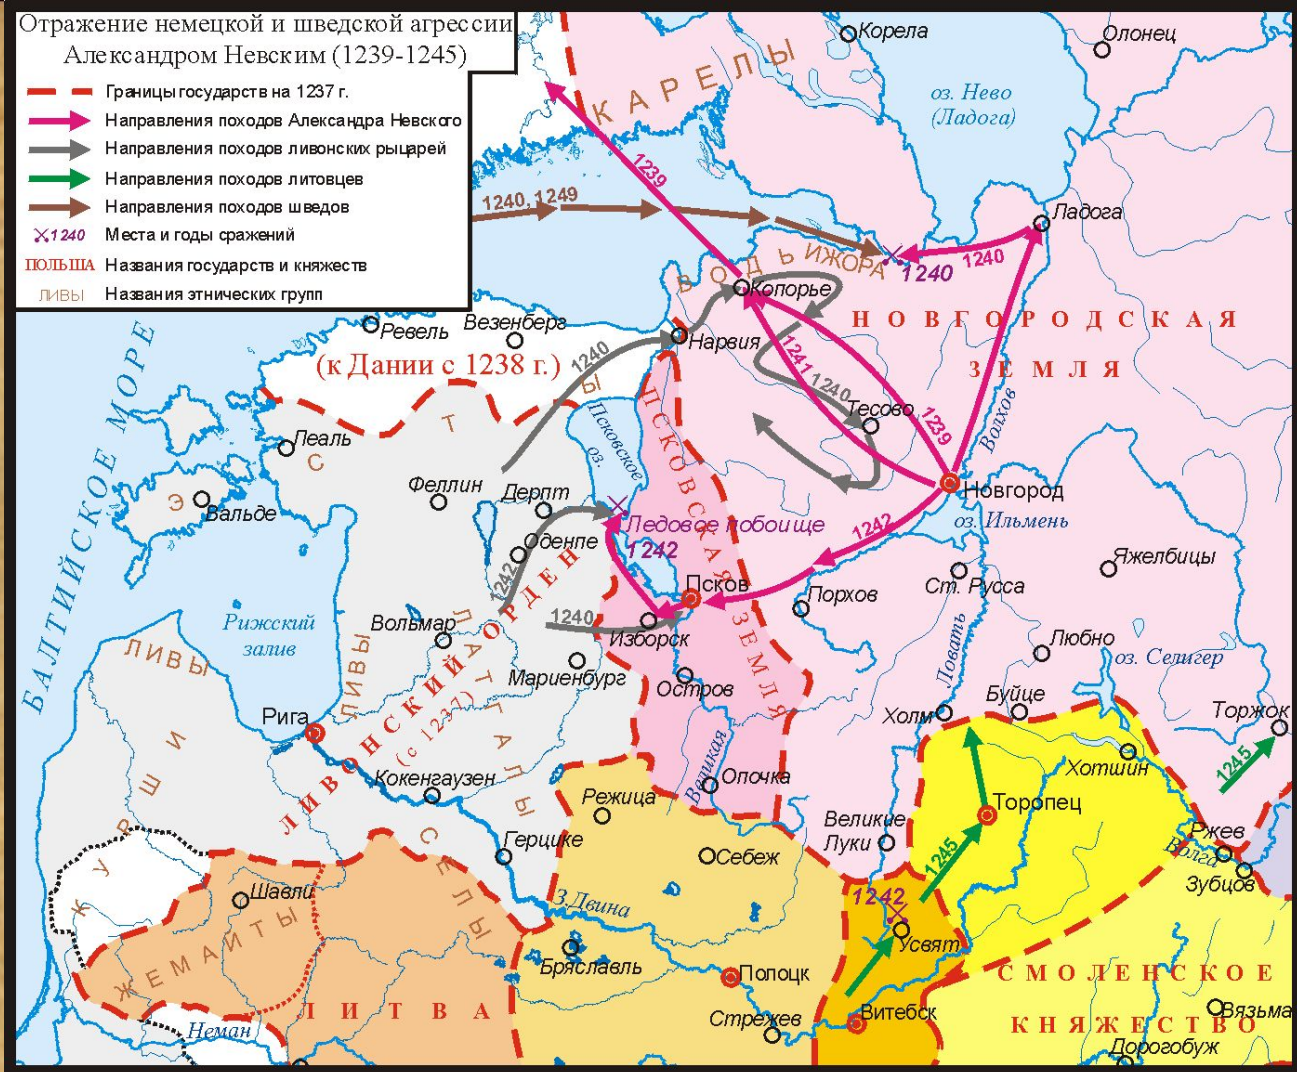 Отражение немецкой и шведской агрессии
Александром Невским (1239-1245)
Границы государств на 1237 г.
Направления походов Александра Невского
Направления походов ливонских рыцарей
Направления походов литовцев
Направления походов шведов
1240 Места и годы сражений
ПОЛЬША Названия государств и княжеств
ЛИВЫ Названия этнических групп
КАРЕЛЫ
Корела
Олонец
оз. Нево
(Ладога)
1239
1240, 1249
Ладога
1240
1240
ВОДЬ
ИЖОРА
Копорье
НОВГОРОДСКАЯ
ЗЕМЛЯ
Ревель
Везенберг
Нарвия
(к Дании с 1238 г.)
1240
1241
1240
1239
Тесово
Волхов
Новгород
оз. Ильмень
1242
БАЛТИЙСКОЕ МОРЕ
Леаль
ЭСТЫ
Вальде
Феллин
Дерпт
Псковское
оз.
ПСКОВСКАЯ ЗЕМЛЯ
Ледовое побоище
1242
Оденпе
1242
1240
Псков
Изборск
Порхов
Ст. Русса
Яжелбицы
Любно
оз. Селигер
Ловать
Рижский
залив
ЛИВЫ
ЛИВЫ
Вольмар
ЛАТГАЛЫ
Мариенбург
Остров
Холм
Буйце
Торжок
1245
Рига
ЛИВОНСКИЙ ОРДЕН
(с 1237)
Кокенгаузен
Великая
Опочка
Хотшин
Режица
Торопец
КУРШИ
Герцике
СЕЛЫ
Себеж
Великие
Луки
1245
Ржев
Волга
Зубцов
Шавли
ЖЕМАЙТЫ
З.Двина
1242
Усвят
Бряславль
Полоцк
СМОЛЕНСКОЕ
КНЯЖЕСТВО
ЛИТВА
Неман
Стрежев
Витебск
Вязьма
Дорогобуж